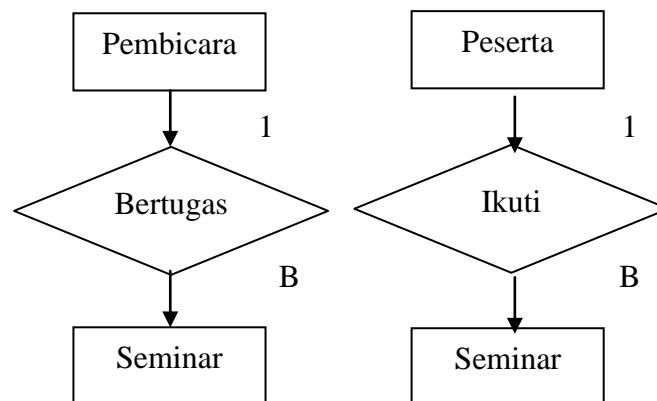 Pembicara
1
Bertugas
B
Seminar
Peserta
1
Ikuti
B
Seminar